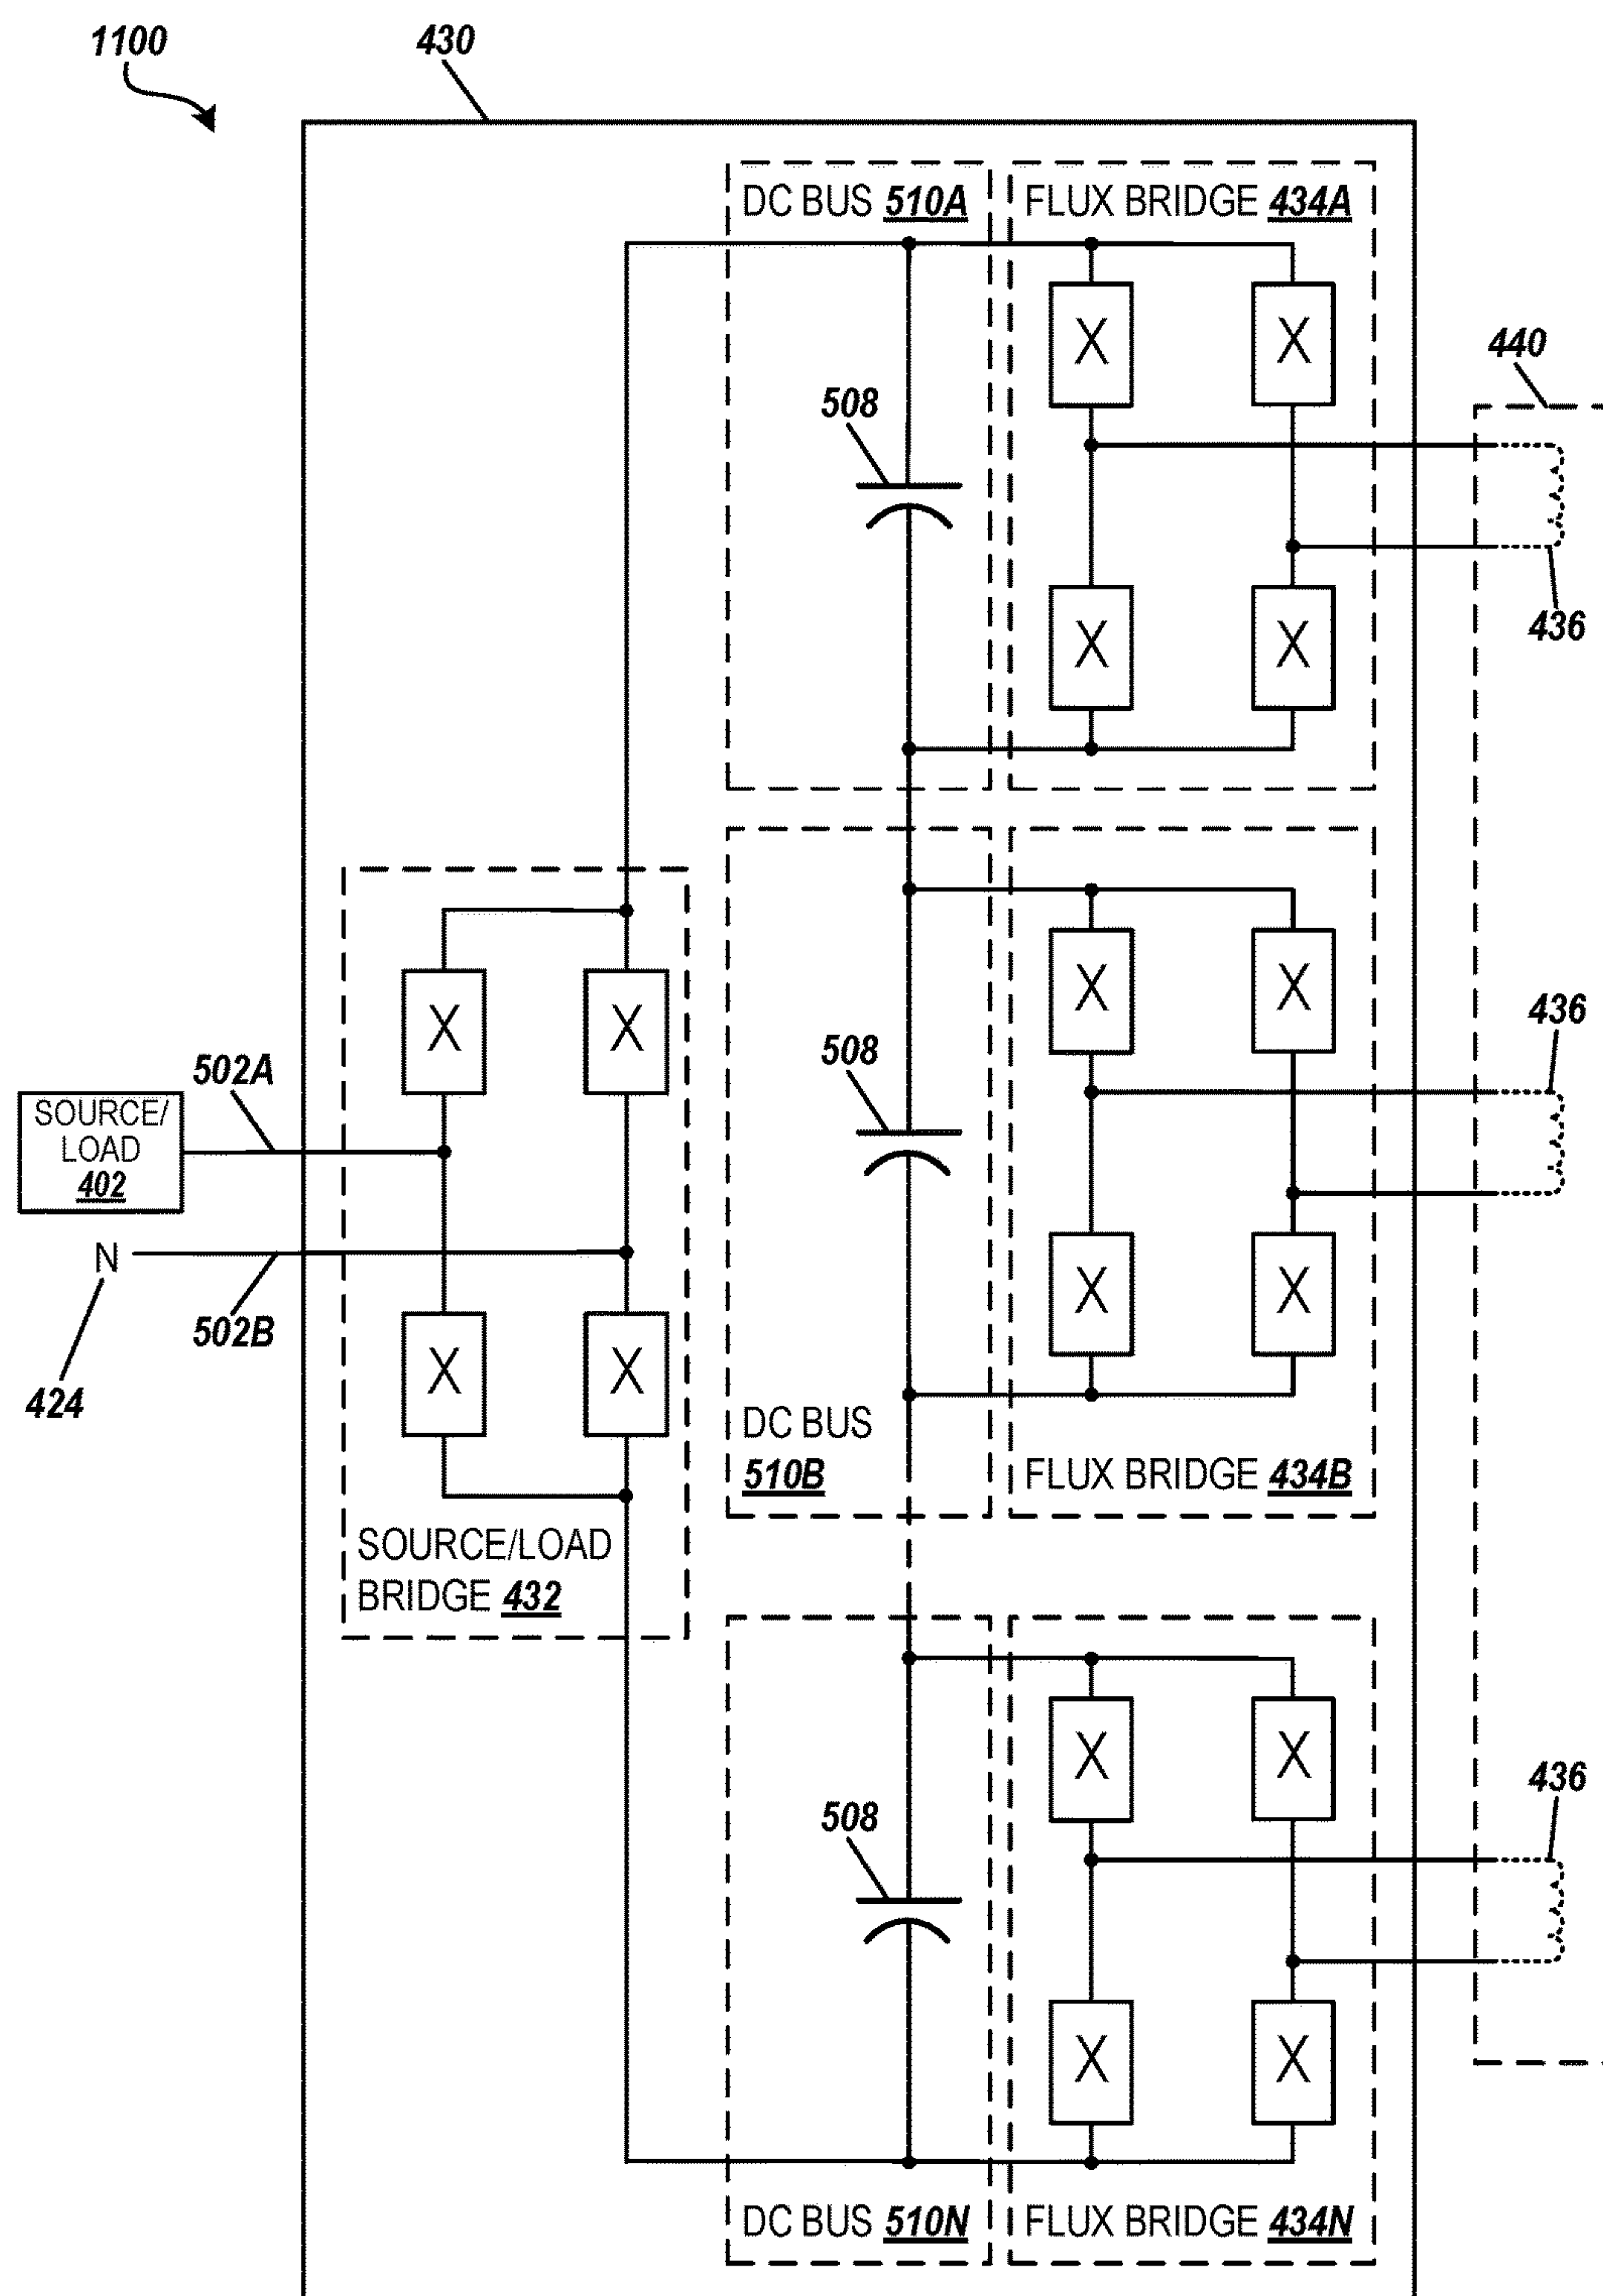 1100
430
DC BUS 510A
FLUX BRIDGE 434A
X
X
440
508
436
X
X
X
X
436
502A
508
SOURCE/
LOAD
402
X
X
N
502B
X
X
X
X
424
DC BUS
510B
FLUX BRIDGE 434B
SOURCE/LOAD
BRIDGE 432
X
X
436
508
X
X
DC BUS 510N
FLUX BRIDGE 434N